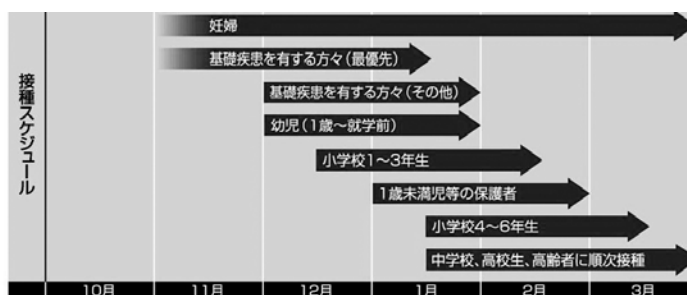 接種スケジュール
妊婦
基礎疾患を有する方々(最優先)
基礎疾患を有する方々(その他)
幼児(1歳〜就学前)
小学校1〜3年生
1歳未満児等の保護者
小学校4〜6年生
中学校、高校生、高齢者に順次接種
10月 11月 12月 1月 2月 3月